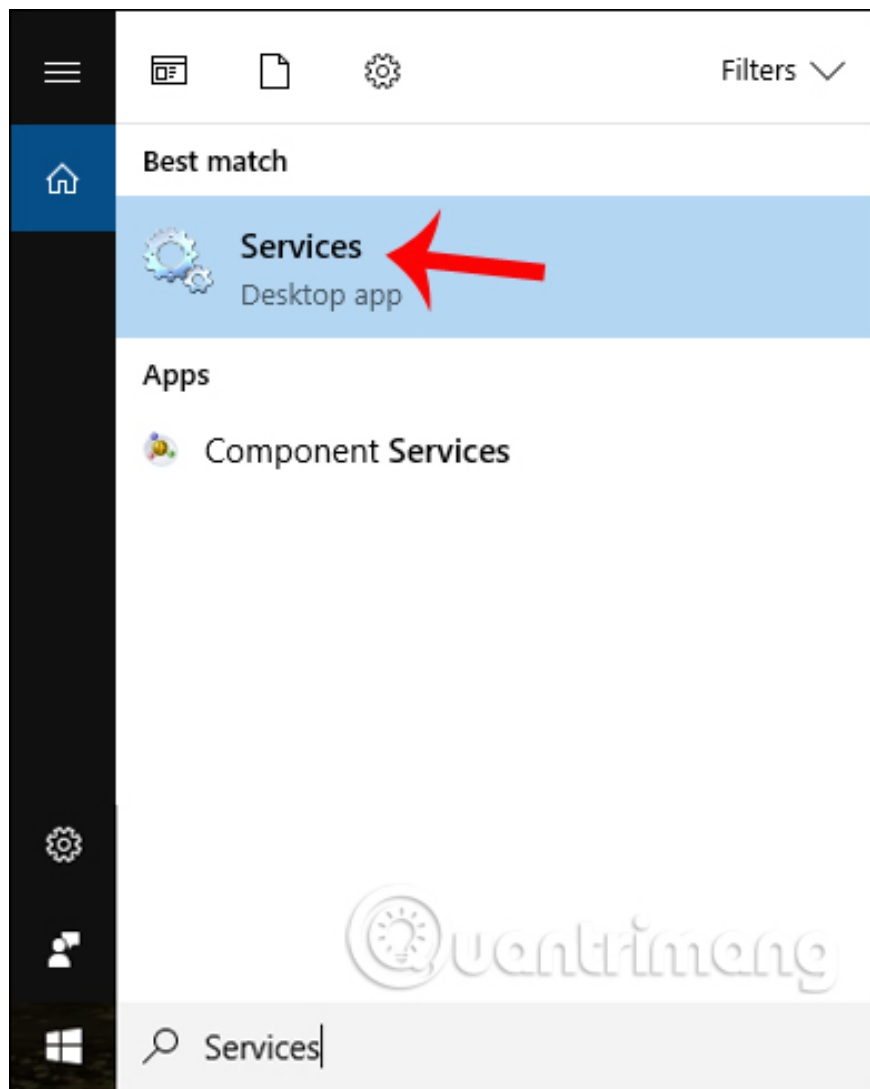 Filters
Best match
Services
Desktop app
Apps
Component Services
Quantrimang
Services